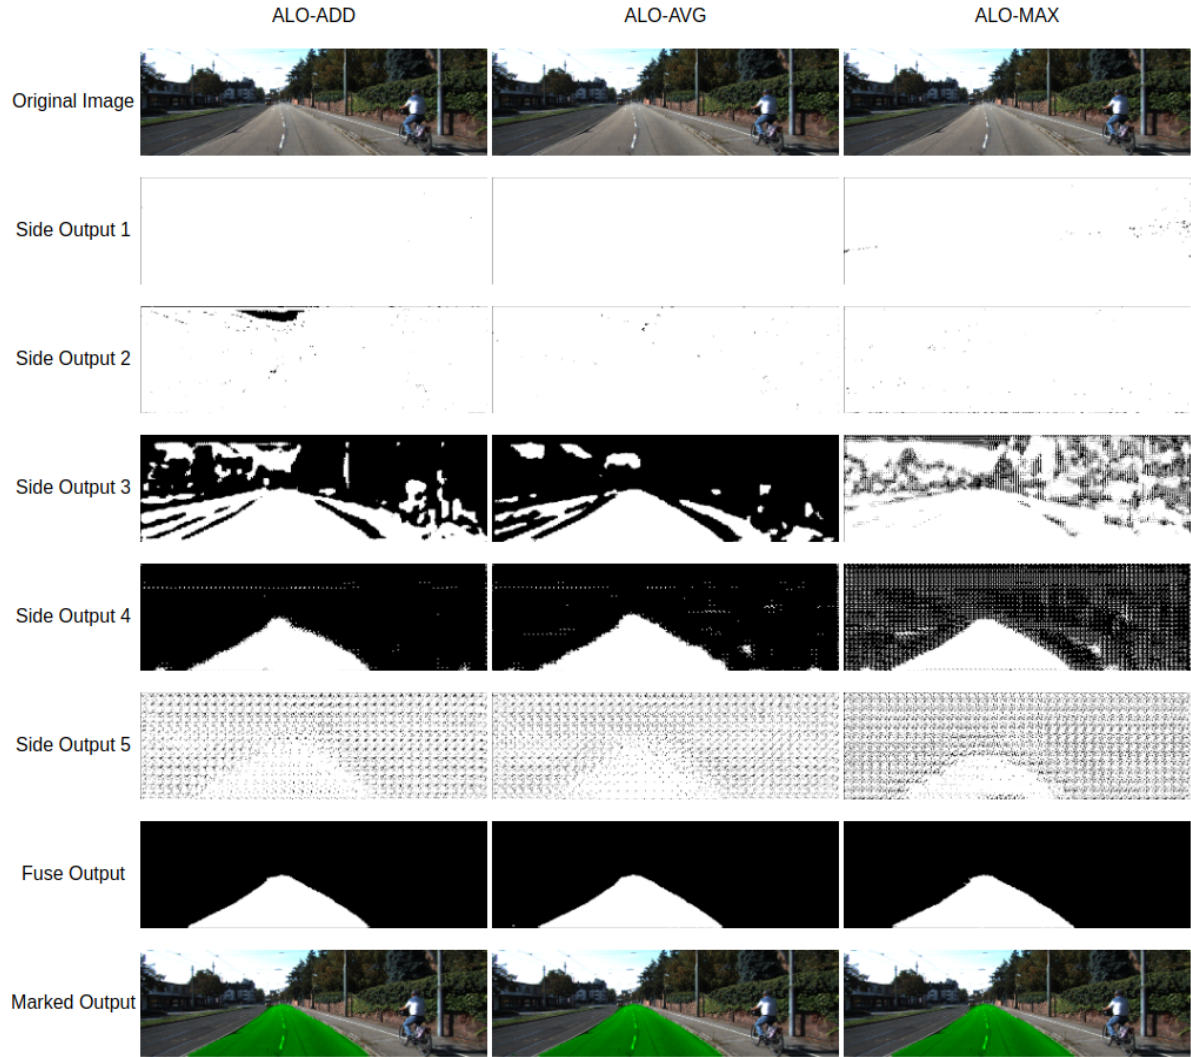 ALO-ADD ALO-AVG ALO-MAX
Original Image
Side Output 1
Side Output 2
Side Output 3
Side Output 4
Side Output 5
Fuse Output
Marked Output